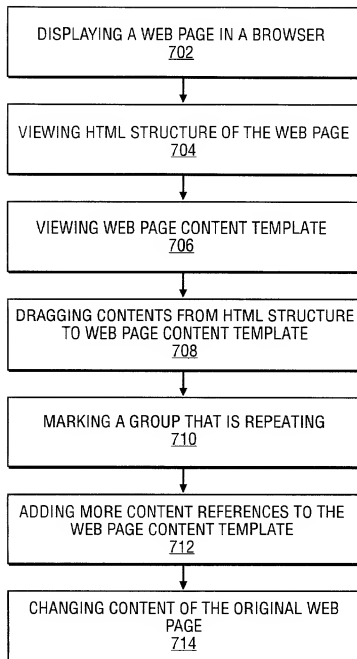 DISPLAYING A WEB PAGE IN A BROWSER
702
VIEWING HTML STRUCTURE OF THE WEB PAGE
704
VIEWING WEB PAGE CONTENT TEMPLATE
706
DRAGGING CONTENTS FROM HTML STRUCTURE
TO WEB PAGE CONTENT TEMPLATE
708
MARKING A GROUP THAT IS REPEATING
710
ADDING MORE CONTENT REFERENCES TO THE
WEB PAGE CONTENT TEMPLATE
712
CHANGING CONTENT OF THE ORIGINAL WEB
PAGE
714